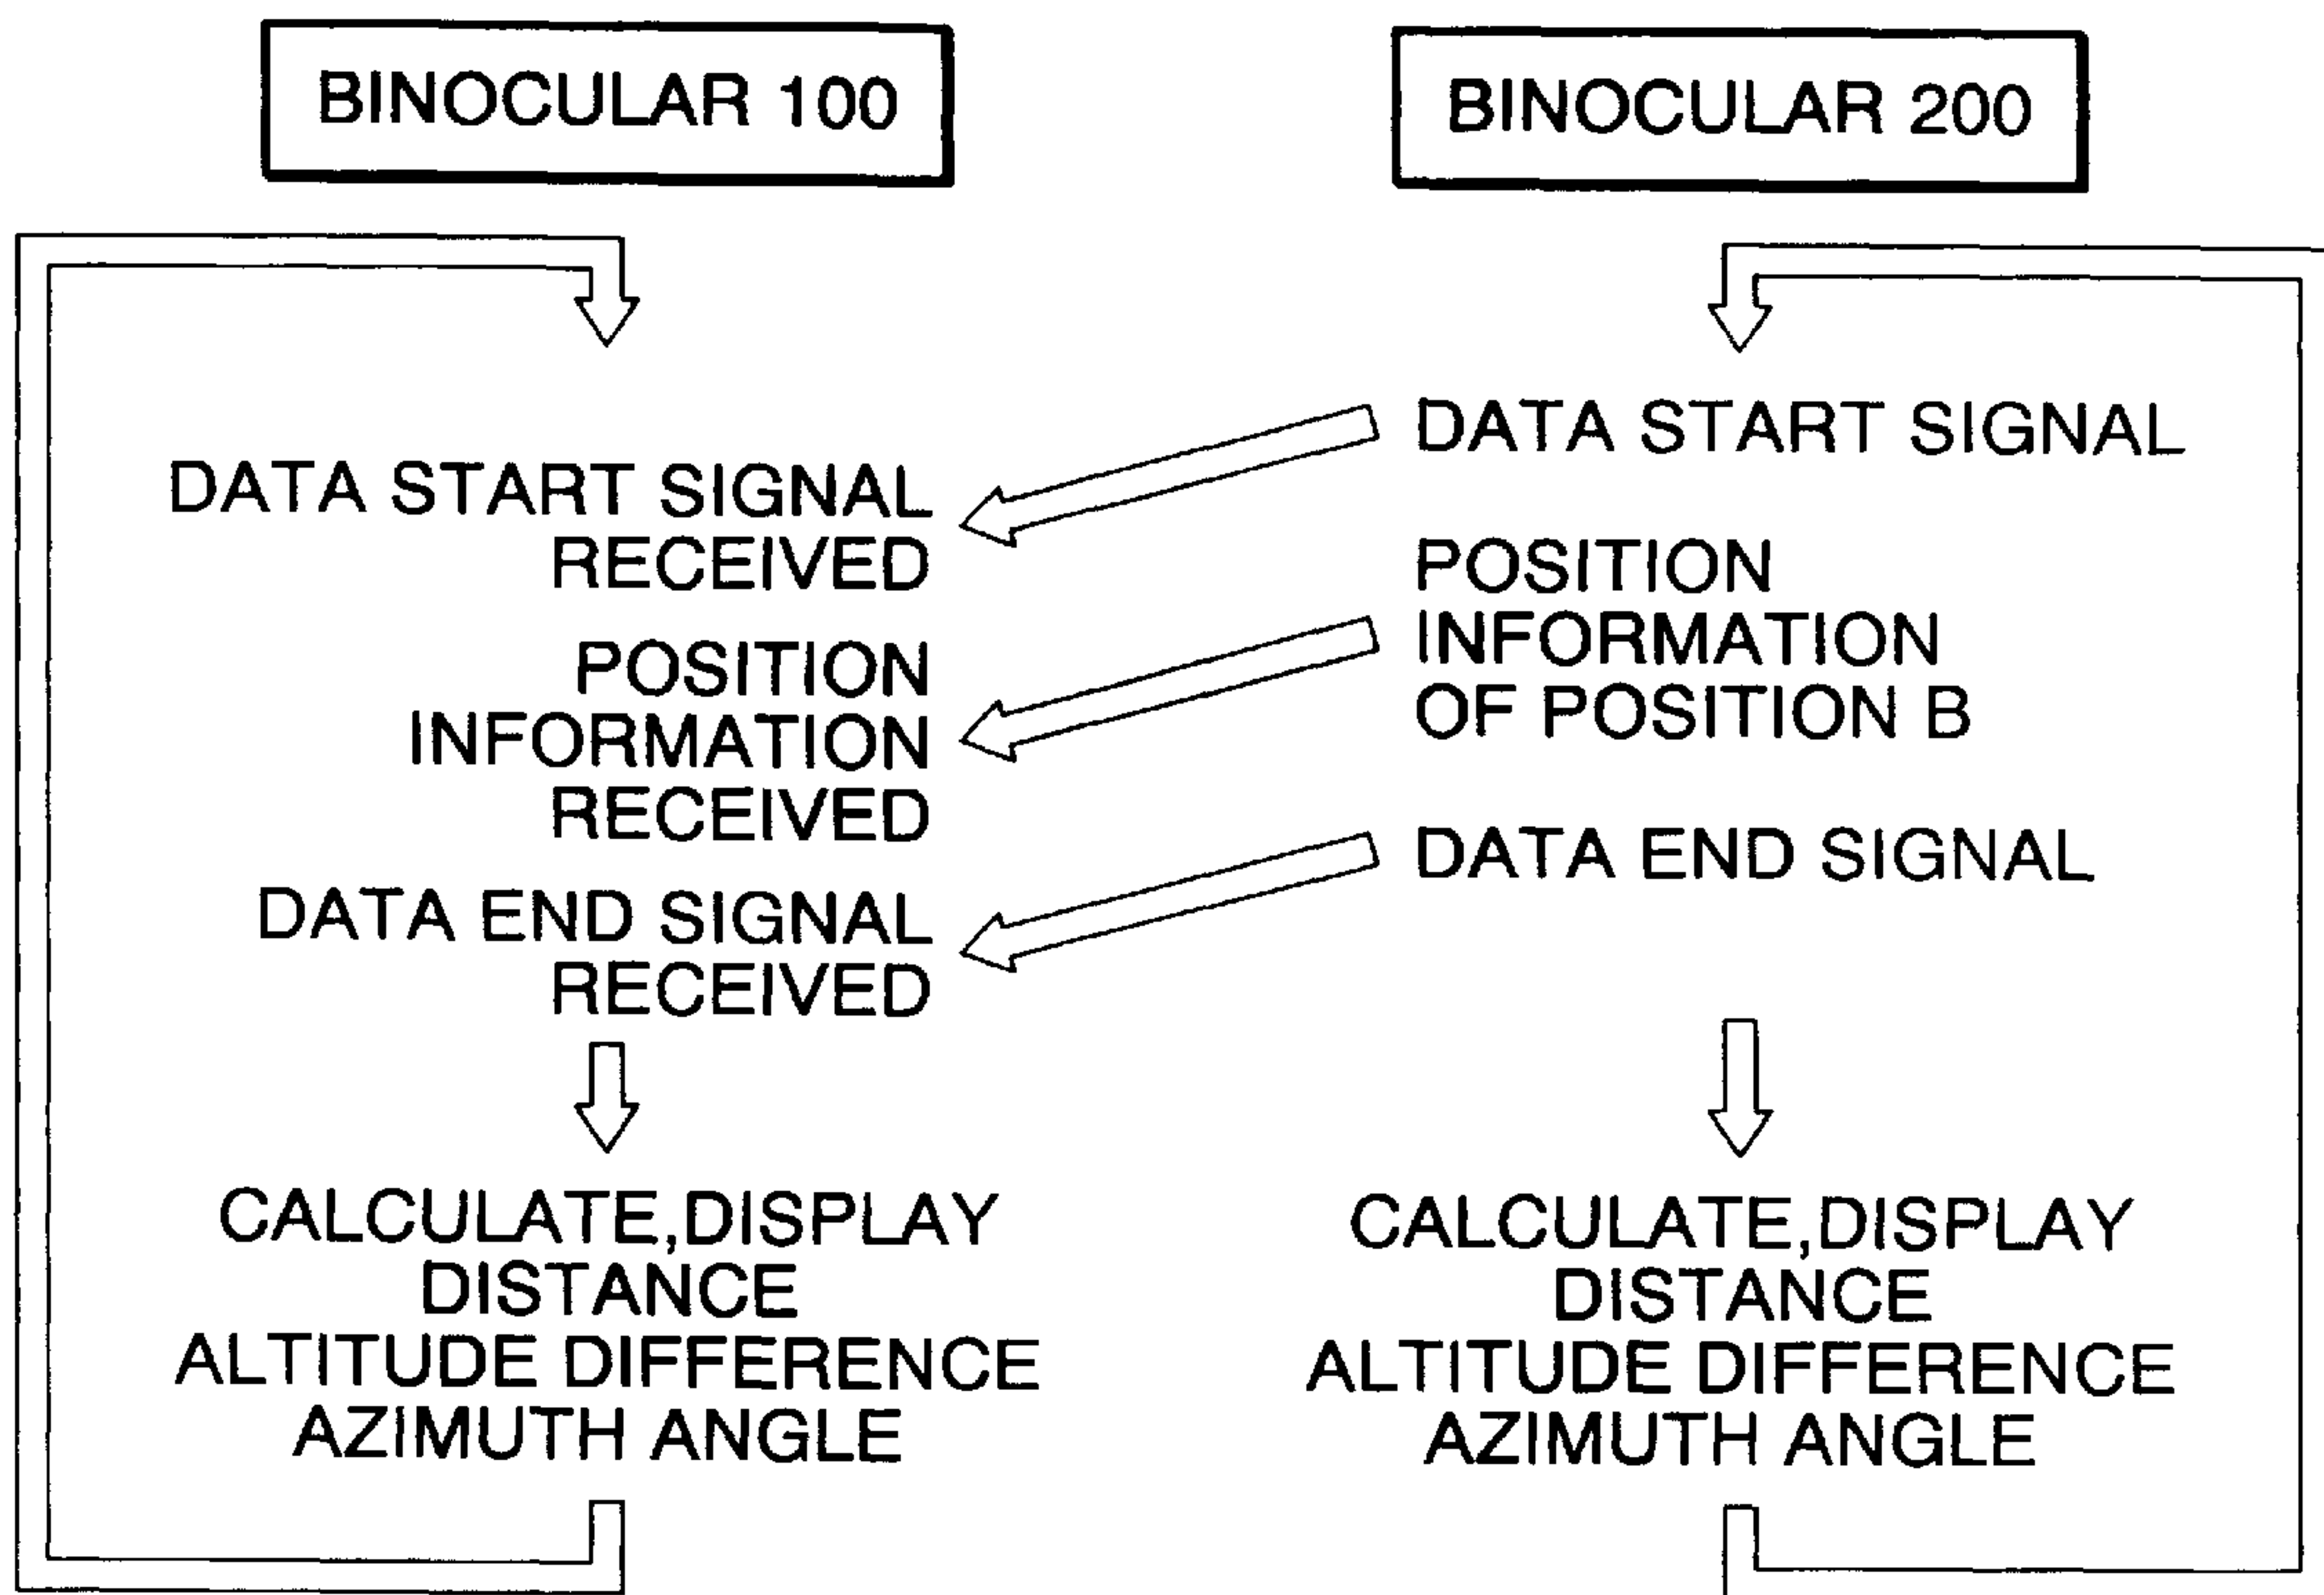 BINOCULAR 100
DATA START SIGNAL
RECEIVED
POSITION
INFORMATION
RECEIVED
DATA END SIGNAL
RECEIVED
CALCULATE,DISPLAY
DISTANCE
ALTITUDE DIFFERENCE
AZIMUTH ANGLE
BINOCULAR 200
DATA START SIGNAL
POSITION
INFORMATION
OF POSITION B
DATA END SIGNAL
CALCULATE,DISPLAY
DISTANCE
ALTITUDE DIFFERENCE
AZIMUTH ANGLE